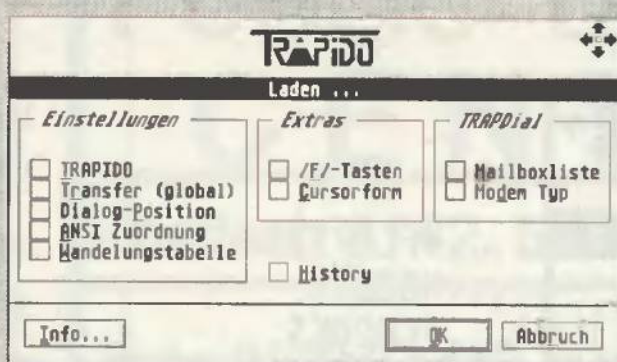 TRAPiDO
Laden ...
Einstellungen
TRAPIDO
Transfer (global)
Dialog-Position
ANSI Zuordnung
Wandelungstabelle
Extras
/F/-Tasten
Cursorform
History
TRAPDial
Mailboxliste
Modem Typ
Info...
OK
Abbruch